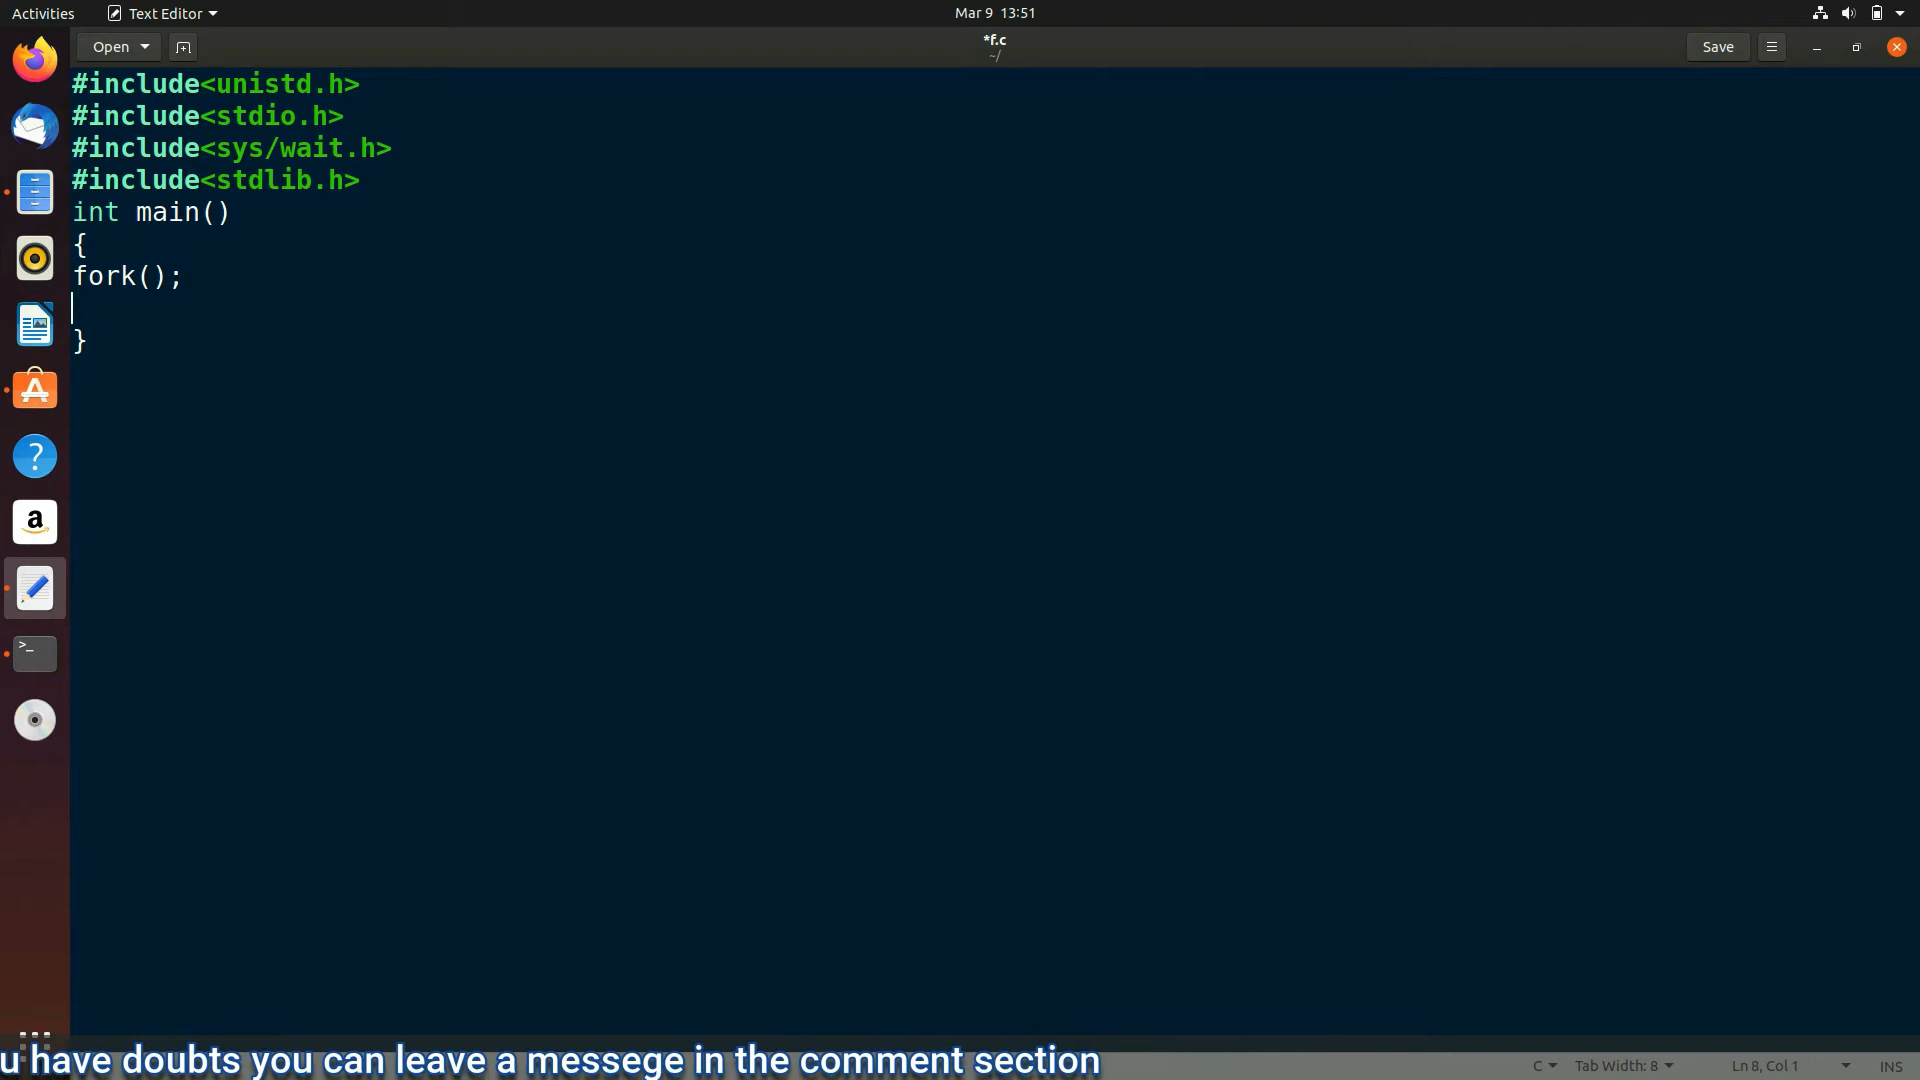 Activities
Text Editor
Mar 9 13:51
Open
*f.c
~/
Save
#include<unistd.h>
#include<stdio.h>
#include<sys/wait.h>
#include<stdlib.h>
int main()
{
fork();
}
u have doubts you can leave a messege in the comment section
C
Tab Width: 8
Ln 8, Col 1
INS